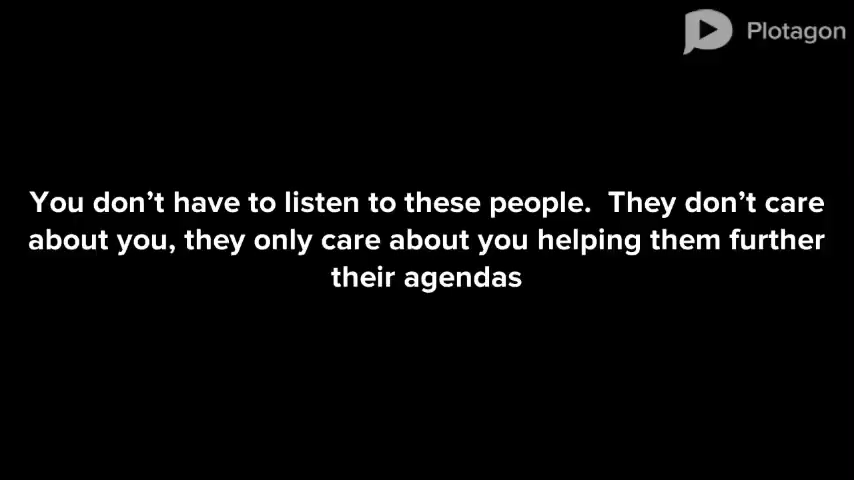 Plotagon
You don’t have to listen to these people.  They don’t care
about you, they only care about you helping them further
their agendas